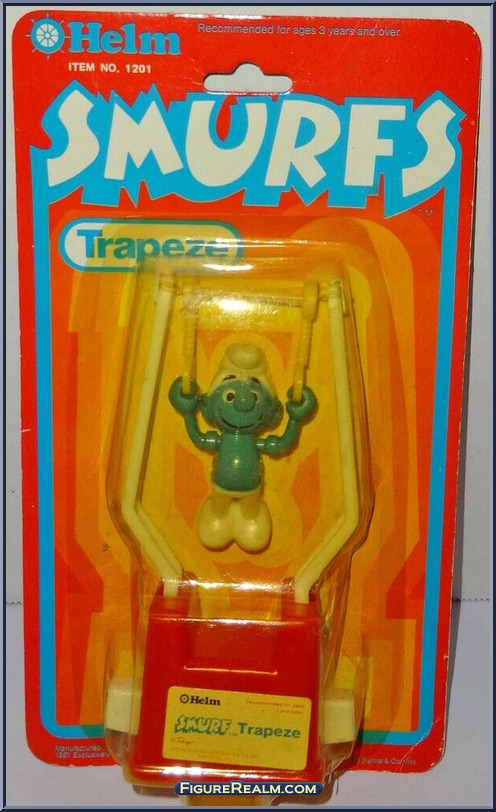 Helm
Recommended for ages 3 years and over.
ITEM NO. 1201
SMURFS
Trapeze
Helm
SMURF Trapeze
Manufactured
1981 Exclusively
FIGUREREALM.COM